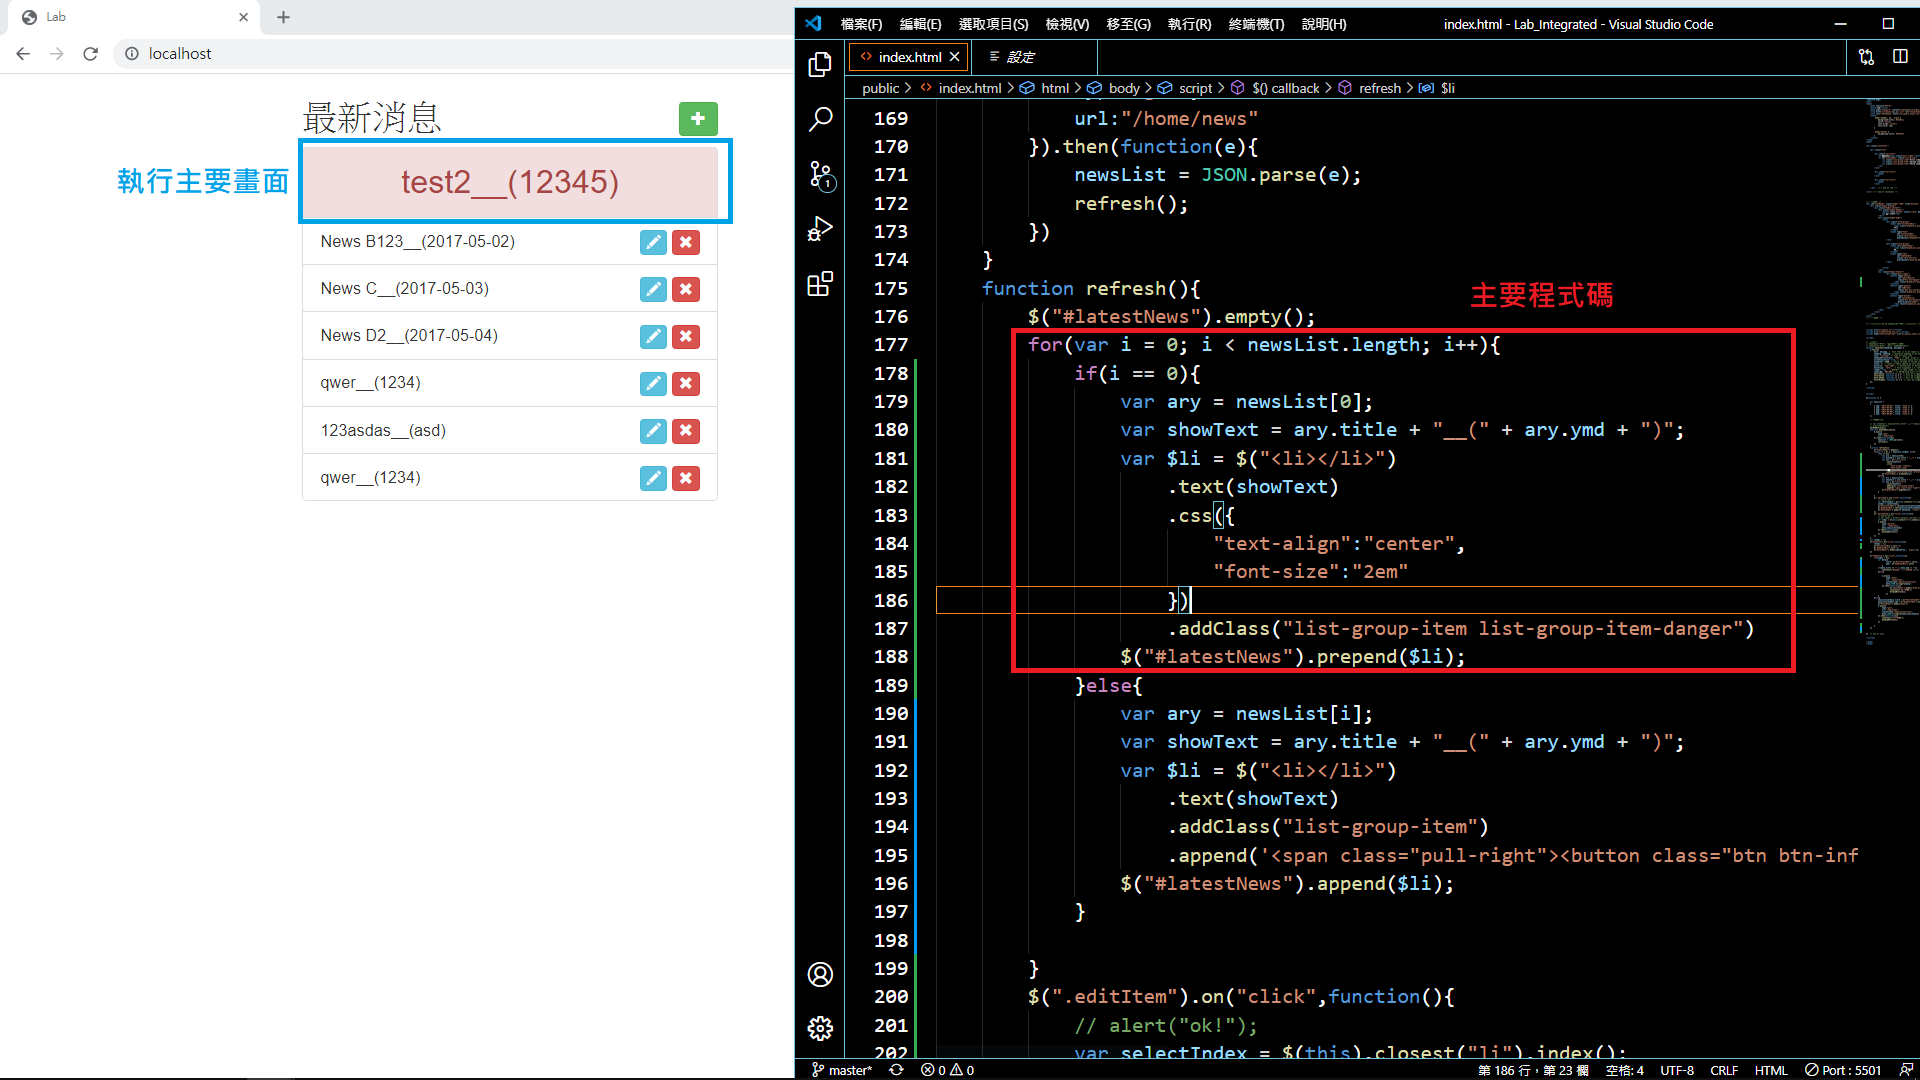 Lab
localhost
最新消息
執行主要畫面
test2__(12345)
News B123__(2017-05-02)
News C__(2017-05-03)
News D2__(2017-05-04)
qwer__(1234)
123asdas__(asd)
qwer__(1234)
檔案(F) 編輯(E) 選取項目(S) 檢視(V) 移至(G) 執行(R) 終端機(T) 說明(H) index.html - Lab_Integrated - Visual Studio Code
index.html 設定
public > index.html > html > body > script > $() callback > refresh > $li
主要程式碼
169 url:"/home/news"
170 }).then(function(e){
171 newsList = JSON.parse(e);
172 refresh();
173 })
174 }
175 function refresh(){
176 $("#latestNews").empty();
177 for(var i = 0; i < newsList.length; i++){
178 if(i == 0){
179 var ary = newsList[0];
180 var showText = ary.title + "__(" + ary.ymd + ")";
181 var $li = $("<li></li>")
182 .text(showText)
183 .css({
184 "text-align":"center",
185 "font-size":"2em"
186 })
187 .addClass("list-group-item list-group-item-danger")
188 $("#latestNews").prepend($li);
189 }else{
190 var ary = newsList[i];
191 var showText = ary.title + "__(" + ary.ymd + ")";
192 var $li = $("<li></li>")
193 .text(showText)
194 .addClass("list-group-item")
195 .append('<span class="pull-right"><button class="btn btn-inf
196 $("#latestNews").append($li);
197 }
198
199 }
200 $(".editItem").on("click",function(){
201 // alert("ok!");
202 var selectIndex = $(this).closest("li").index();
1
master* 0 0 第 186 行，第 23 欄 空格: 4 UTF-8 CRLF HTML Port : 5501